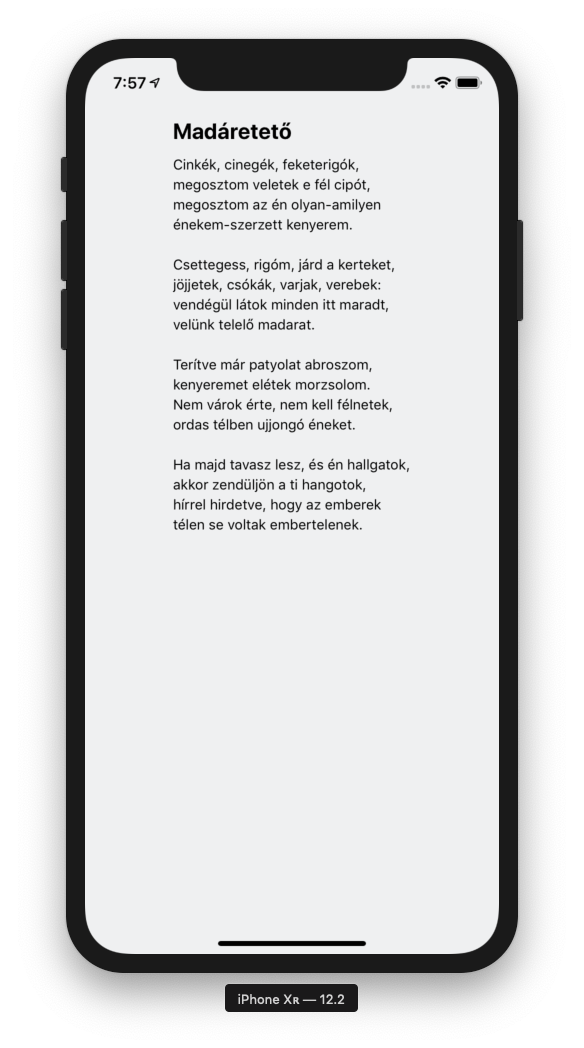 7:57
Madáretető
Cinkék, cinegék, feketerigók,
megosztom veletek e fél cipót,
megosztom az én olyan-amilyen
énekem-szerzett kenyerem.
Csettegess, rigóm, járd a kerteket,
jöjjetek, csókák, varjak, verebek:
vendégül látok minden itt maradt,
velünk telelő madarat.
Terítve már patyolat abroszom,
kenyeremet elétek morzsolom.
Nem várok érte, nem kell félnetek,
ordas télben ujjongó éneket.
Ha majd tavasz lesz, és én hallgatok,
akkor zendüljön a ti hangotok,
hírrel hirdetve, hogy az emberek
télen se voltak embertelenek.
iPhone Xʀ — 12.2